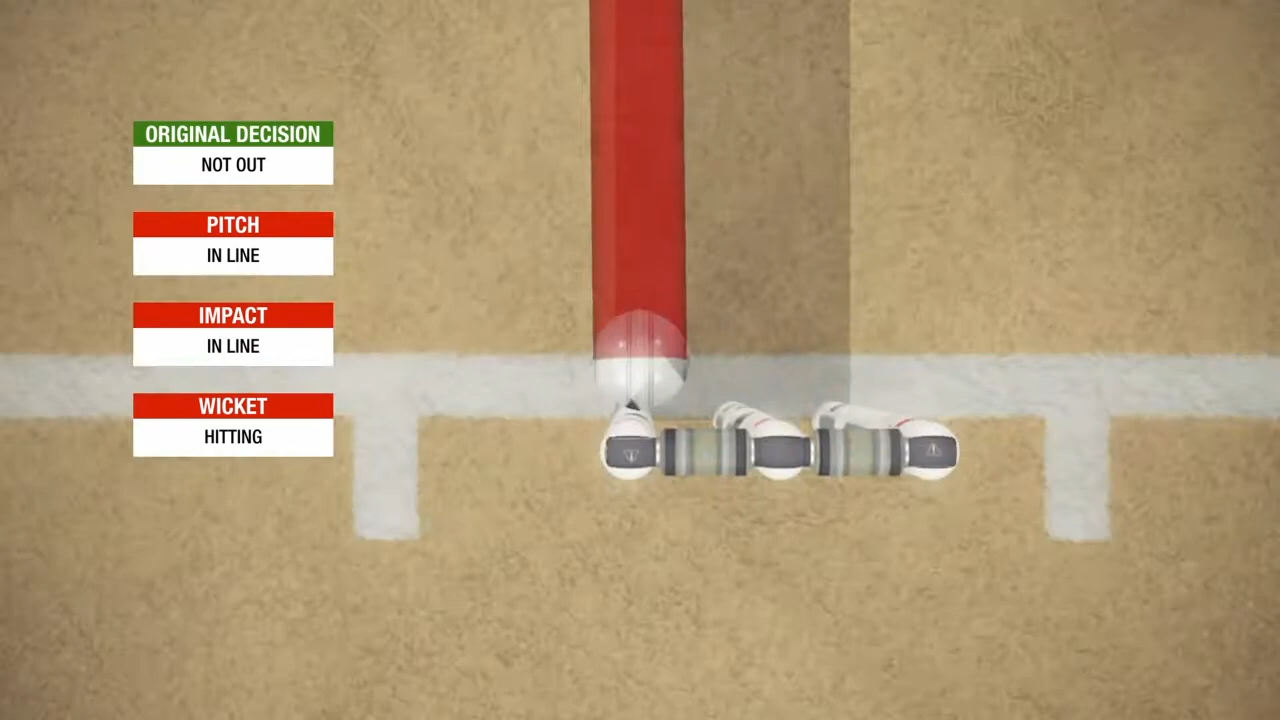 ORIGINAL DECISION
NOT OUT
PITCH
IN LINE
IMPACT
IN LINE
WICKET
HITTING